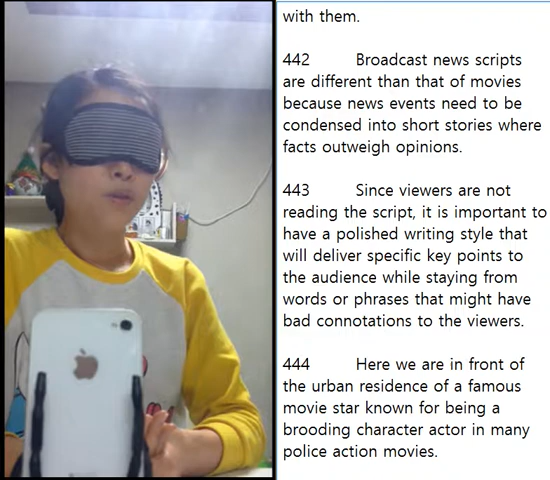 with them.
442 Broadcast news scripts
are different than that of movies
because news events need to be
condensed into short stories where
facts outweigh opinions.
443 Since viewers are not
reading the script, it is important to
have a polished writing style that
will deliver specific key points to
the audience while staying from
words or phrases that might have
bad connotations to the viewers.
444 Here we are in front of
the urban residence of a famous
movie star known for being a
brooding character actor in many
police action movies.